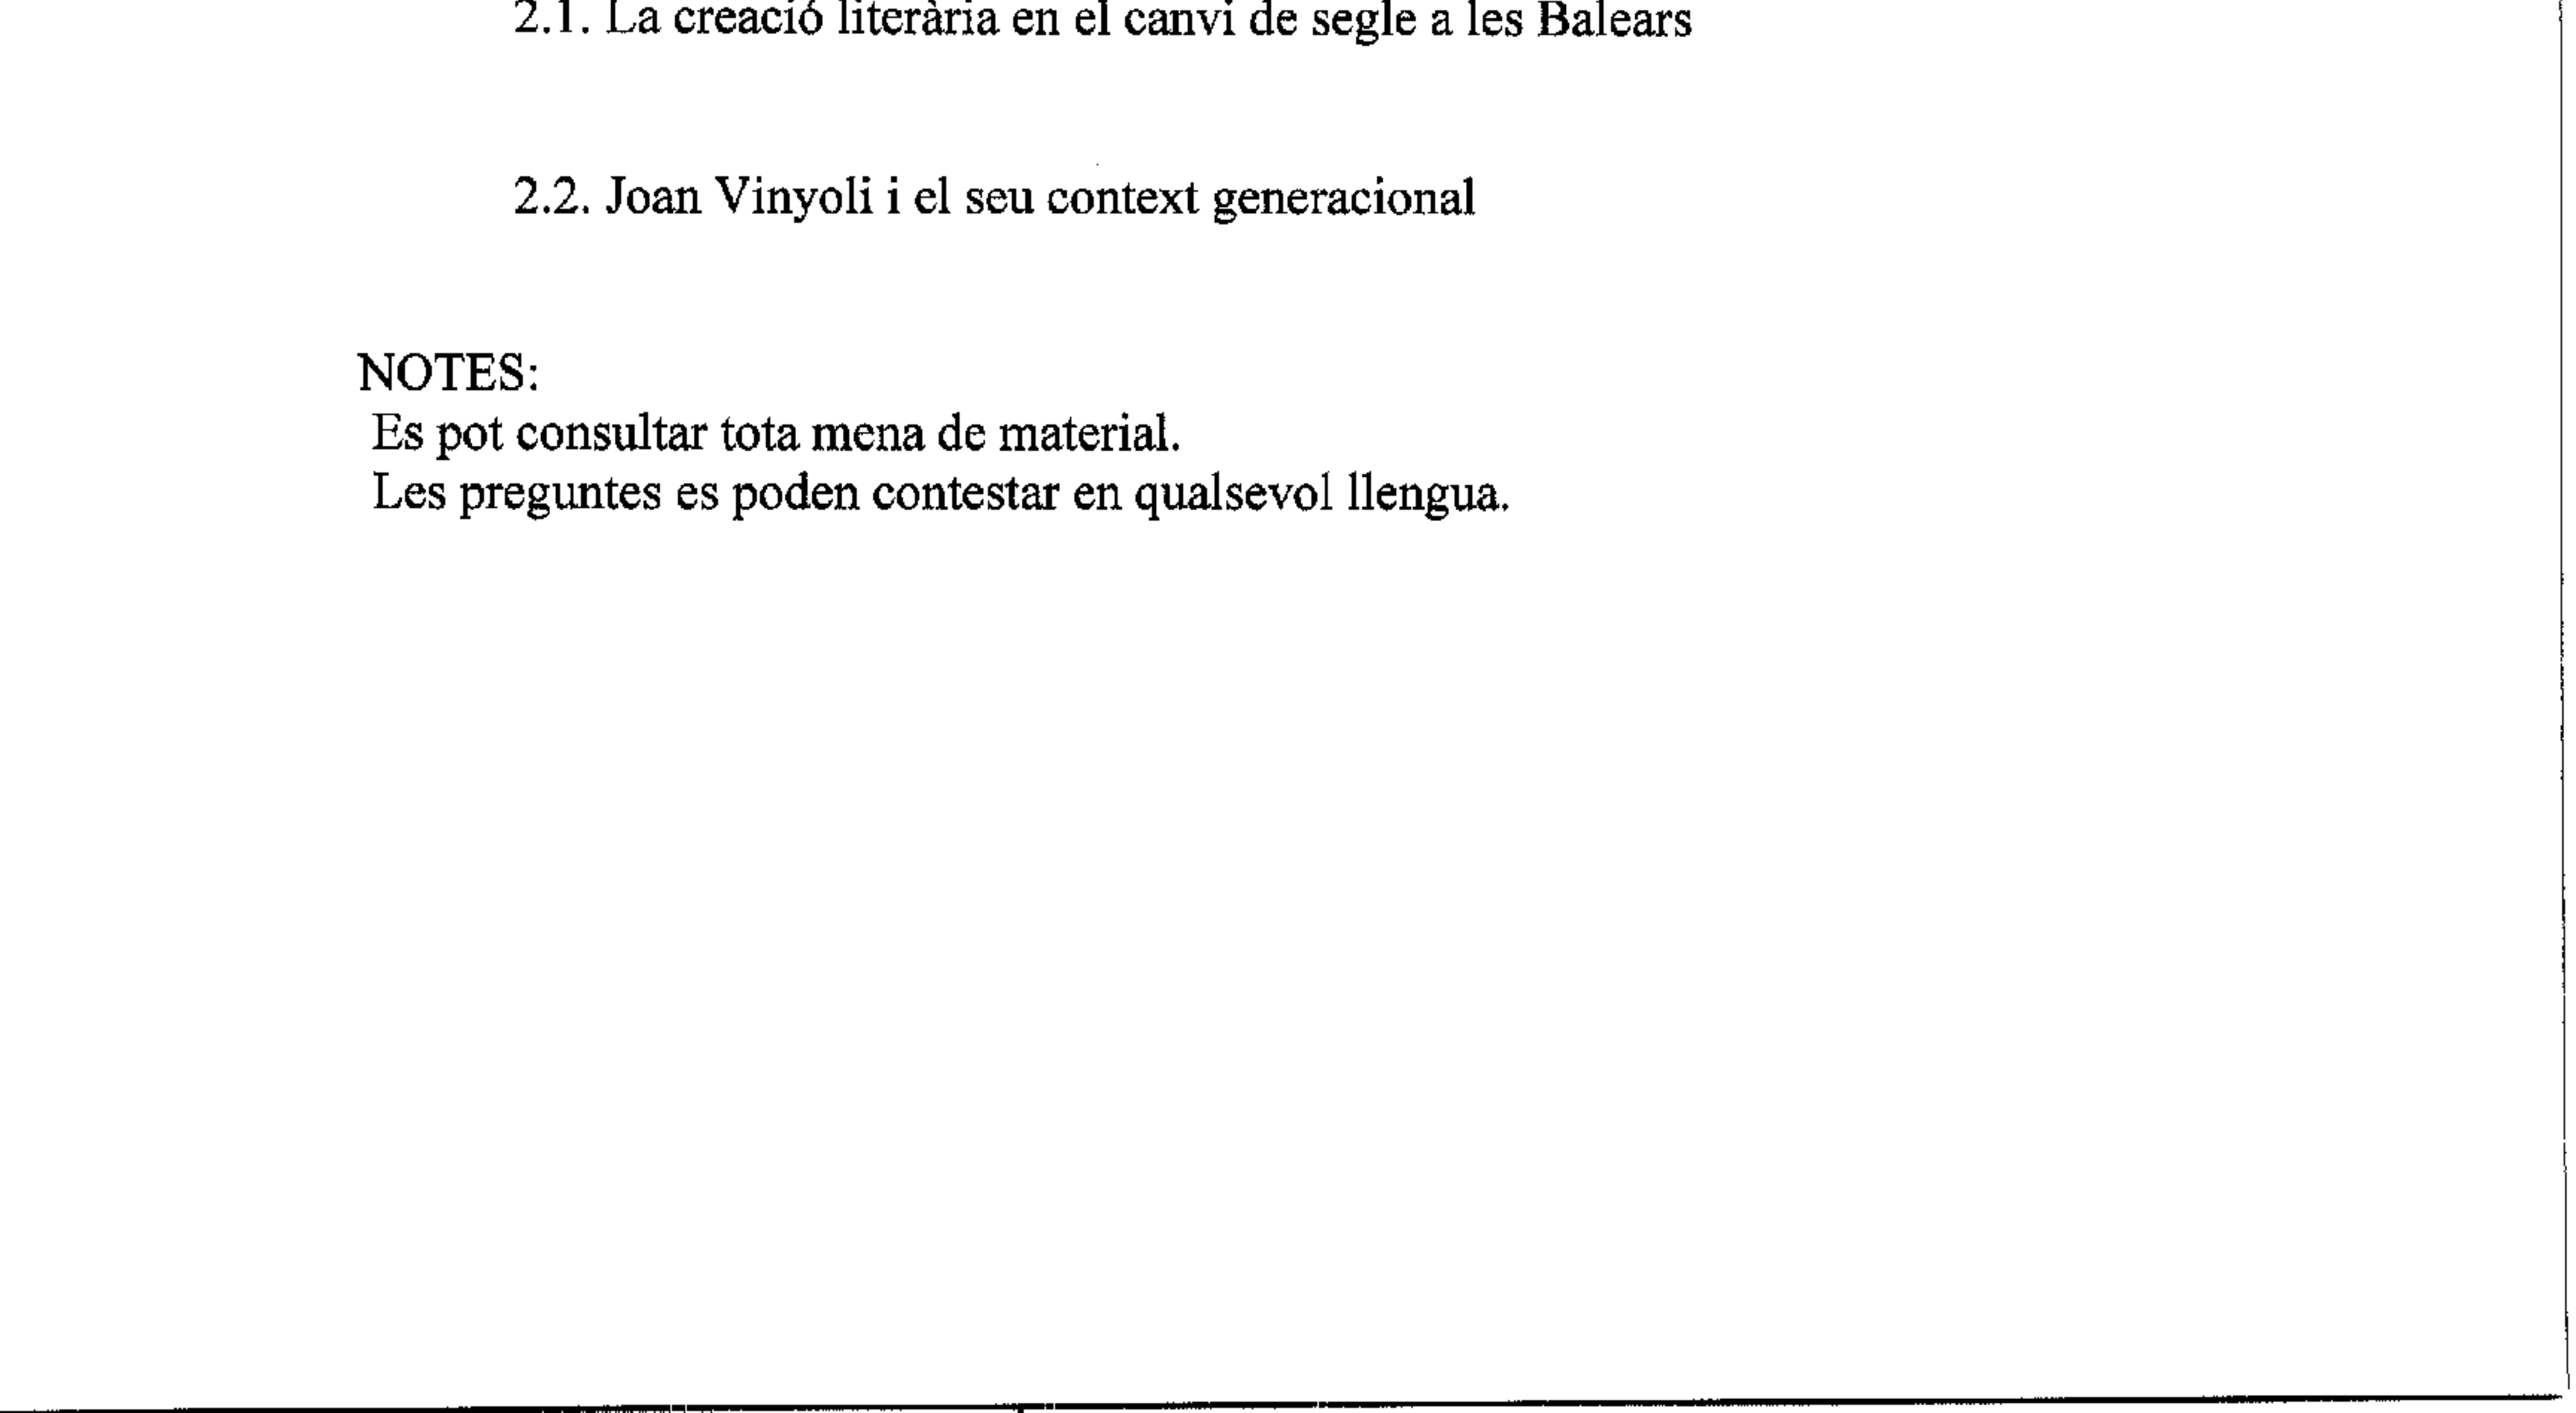 2.1. La creació literària en el canvi de segle a les Balears
2.2. Joan Vinyoli i el seu context generacional
NOTES:
Es pot consultar tota mena de material.
Les preguntes es poden contestar en qualsevol llengua.